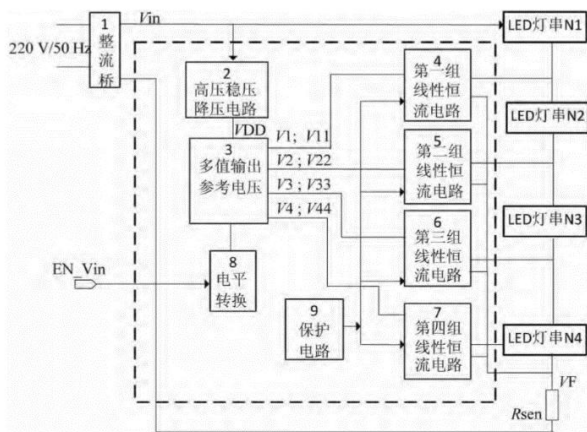 220 V/50 Hz
1
整
流
桥
Vin
2
高压稳压
降压电路
VDD
3
多值输出
参考电压
V1；V11
V2；V22
V3；V33
V4；V44
EN_Vin
8
电平
转换
9
保护
电路
4
第一组
线性恒
流电路
5
第二组
线性恒
流电路
6
第三组
线性恒
流电路
7
第四组
线性恒
流电路
LED灯串N1
LED灯串N2
LED灯串N3
LED灯串N4
VF
Rsen